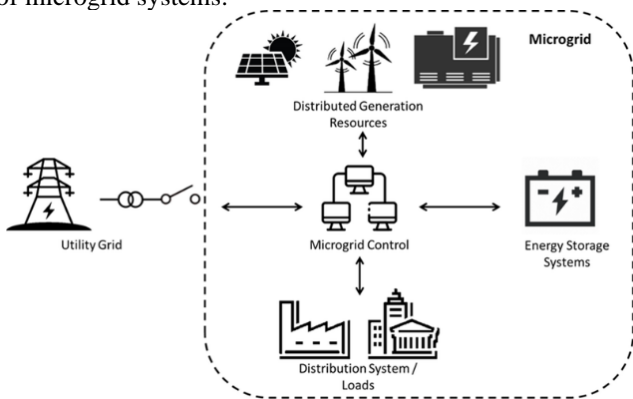 of microgrid systems.
Microgrid
Distributed Generation
Resources
Utility Grid
Microgrid Control
Energy Storage
Systems
Distribution System /
Loads